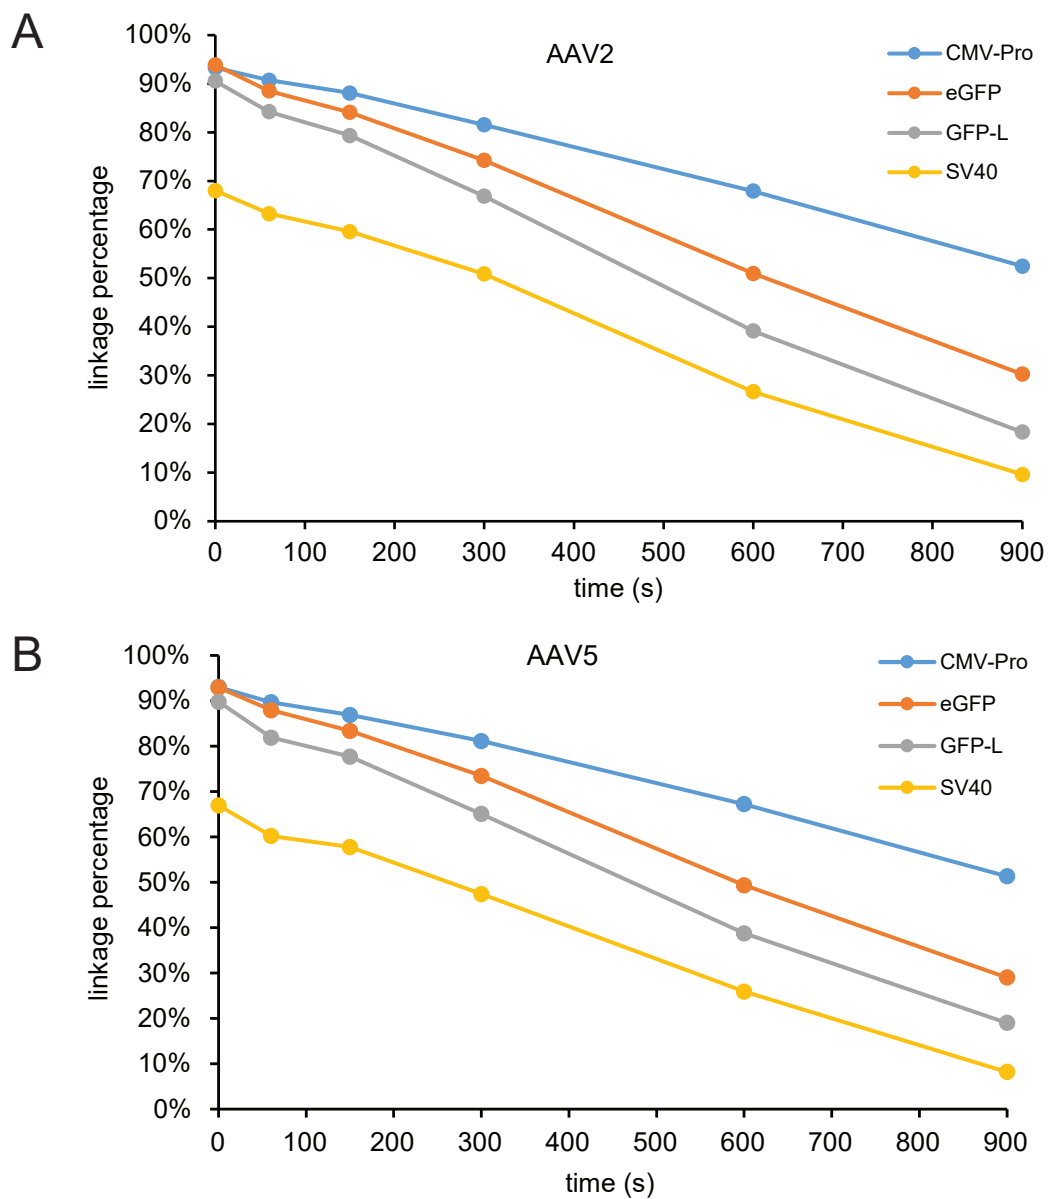 A
AAV2
CMV-Pro
eGFP
GFP-L
SV40
linkage percentage
100%
90%
80%
70%
60%
50%
40%
30%
20%
10%
0%
0 100 200 300 400 500 600 700 800 900
time (s)
B
AAV5
CMV-Pro
eGFP
GFP-L
SV40
linkage percentage
100%
90%
80%
70%
60%
50%
40%
30%
20%
10%
0%
0 100 200 300 400 500 600 700 800 900
time (s)